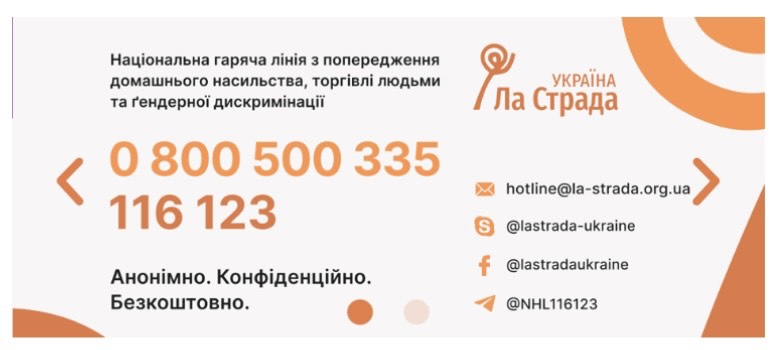 Національна гаряча лінія з попередження
домашнього насильства, торгівлі людьми
та ґендерної дискримінації
0 800 500 335
116 123
Анонімно. Конфіденційно.
Безкоштовно.
УКРАЇНА
Ла Страда
hotline@la-strada.org.ua
@lastrada-ukraine
@lastradaukraine
@NHL116123